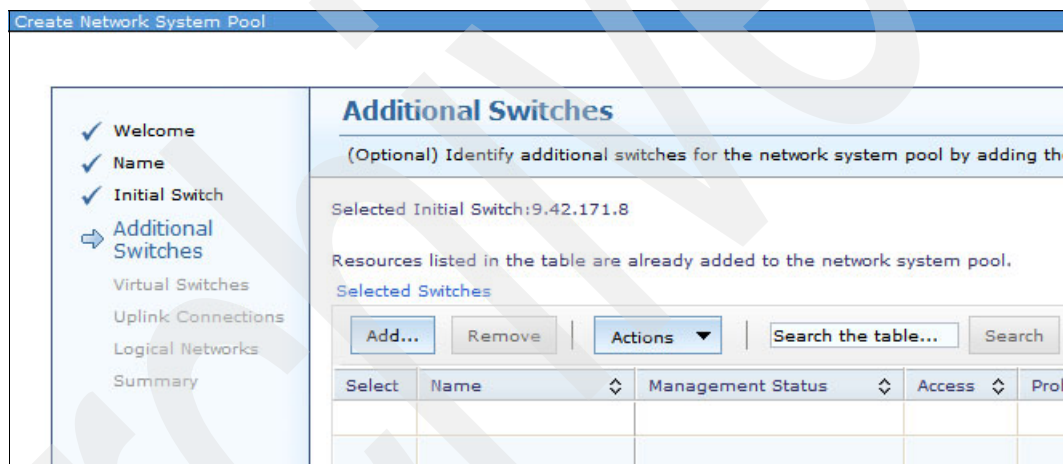 Create Network System Pool
Welcome
Name
Initial Switch
Additional
Switches
Virtual Switches
Uplink Connections
Logical Networks
Summary
Additional Switches
(Optional) Identify additional switches for the network system pool by adding th
Selected Initial Switch:9.42.171.8
Resources listed in the table are already added to the network system pool.
Selected Switches
Add... Remove Actions Search the table... Search
Select Name Management Status Access Prob